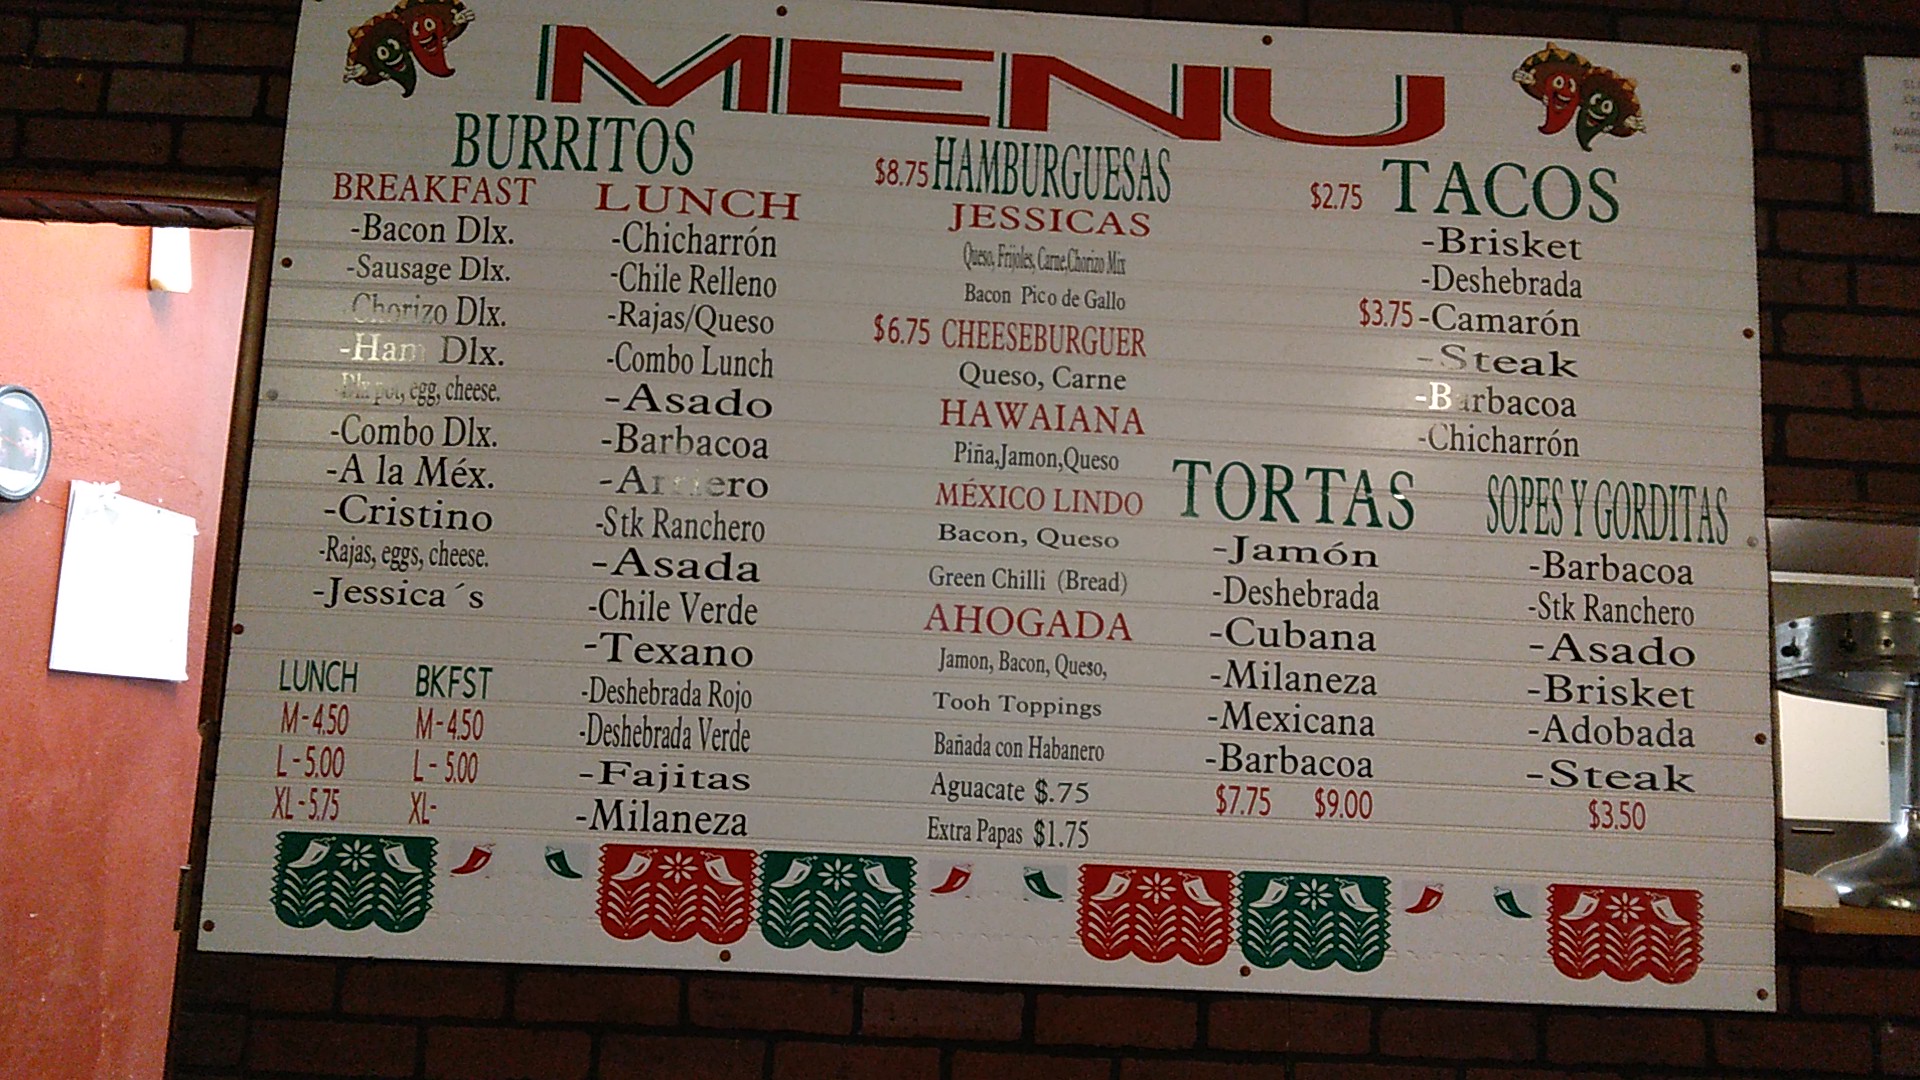 MENU
BURRITOS
BREAKFAST
-Bacon Dlx.
-Sausage Dlx.
Chorizo Dlx.
-Ham Dlx.
Dlx pot, egg, cheese.
-Combo Dlx.
-A la Méx.
-Cristino
-Rajas, eggs, cheese.
-Jessica´s
LUNCH
M-4.50
L-5.00
XL-5.75
BKFST
M-4.50
L-5.00
XL-
LUNCH
-Chicharrón
-Chile Relleno
-Rajas/Queso
-Combo Lunch
-Asado
-Barbacoa
-Arriero
-Stk Ranchero
-Asada
-Chile Verde
-Texano
-Deshebrada Rojo
-Deshebrada Verde
-Fajitas
-Milaneza
$8.75 HAMBURGUESAS
JESSICAS
Queso, Frijoles, Carne,Chorizo Mix
Bacon Pico de Gallo
$6.75 CHEESEBURGUER
Queso, Carne
HAWAIANA
Piña,Jamon,Queso
MÉXICO LINDO
Bacon, Queso
Green Chilli (Bread)
AHOGADA
Jamon, Bacon, Queso,
Tooh Toppings
Bañada con Habanero
Aguacate $.75
Extra Papas $1.75
$2.75 TACOS
-Brisket
-Deshebrada
$3.75 -Camarón
-Steak
-Barbacoa
-Chicharrón
TORTAS
-Jamón
-Deshebrada
-Cubana
-Milaneza
-Mexicana
-Barbacoa
$7.75 $9.00
SOPES Y GORDITAS
-Barbacoa
-Stk Ranchero
-Asado
-Brisket
-Adobada
-Steak
$3.50